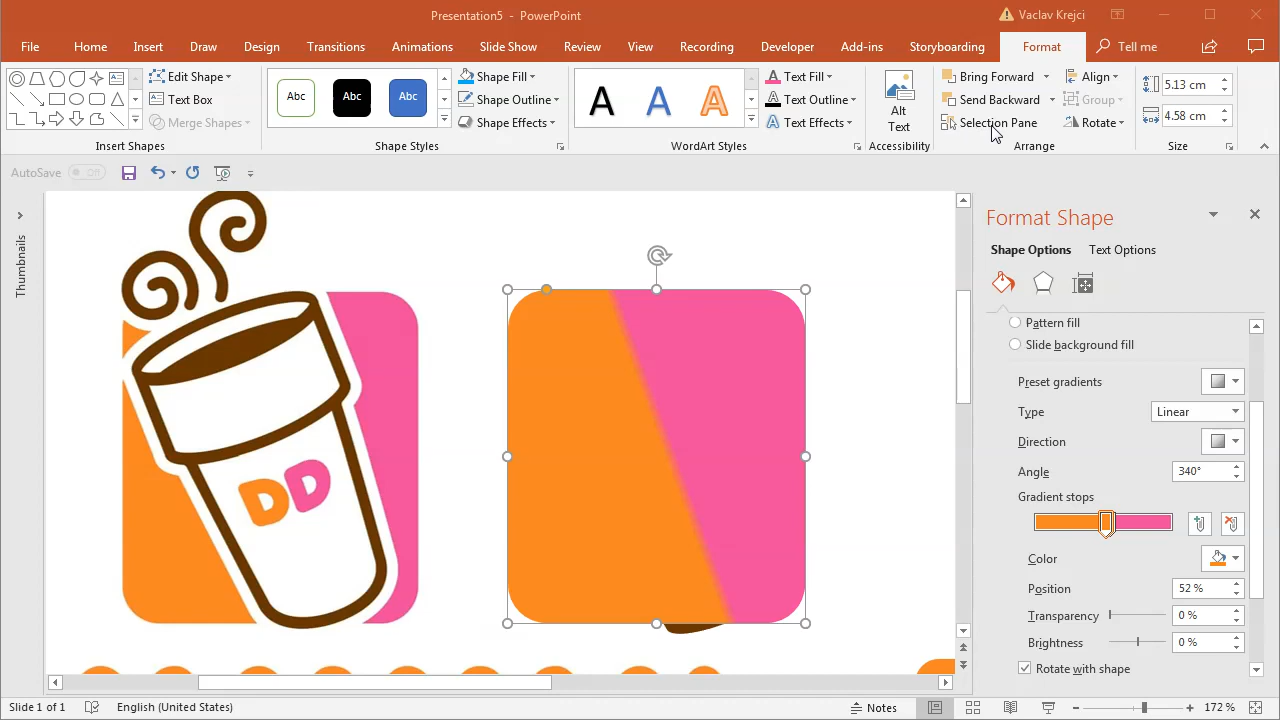 Presentation5 - PowerPoint
Vaclav Krejci
File Home Insert Draw Design Transitions Animations Slide Show Review View Recording Developer Add-ins Storyboarding Format Tell me
Edit Shape
Text Box
Merge Shapes
Insert Shapes
Abc Abc Abc
Shape Fill
Shape Outline
Shape Effects
Shape Styles
A A A
Text Fill
Text Outline
Text Effects
WordArt Styles
Alt
Text
Accessibility
Bring Forward
Send Backward
Selection Pane
Align
Group
Rotate
Arrange
5.13 cm
4.58 cm
Size
AutoSave Off
Thumbnails
DD
Format Shape
Shape Options Text Options
Pattern fill
Slide background fill
Preset gradients
Type Linear
Direction
Angle 340°
Gradient stops
Color
Position 52 %
Transparency 0 %
Brightness 0 %
Rotate with shape
Slide 1 of 1 English (United States) Notes 172 %